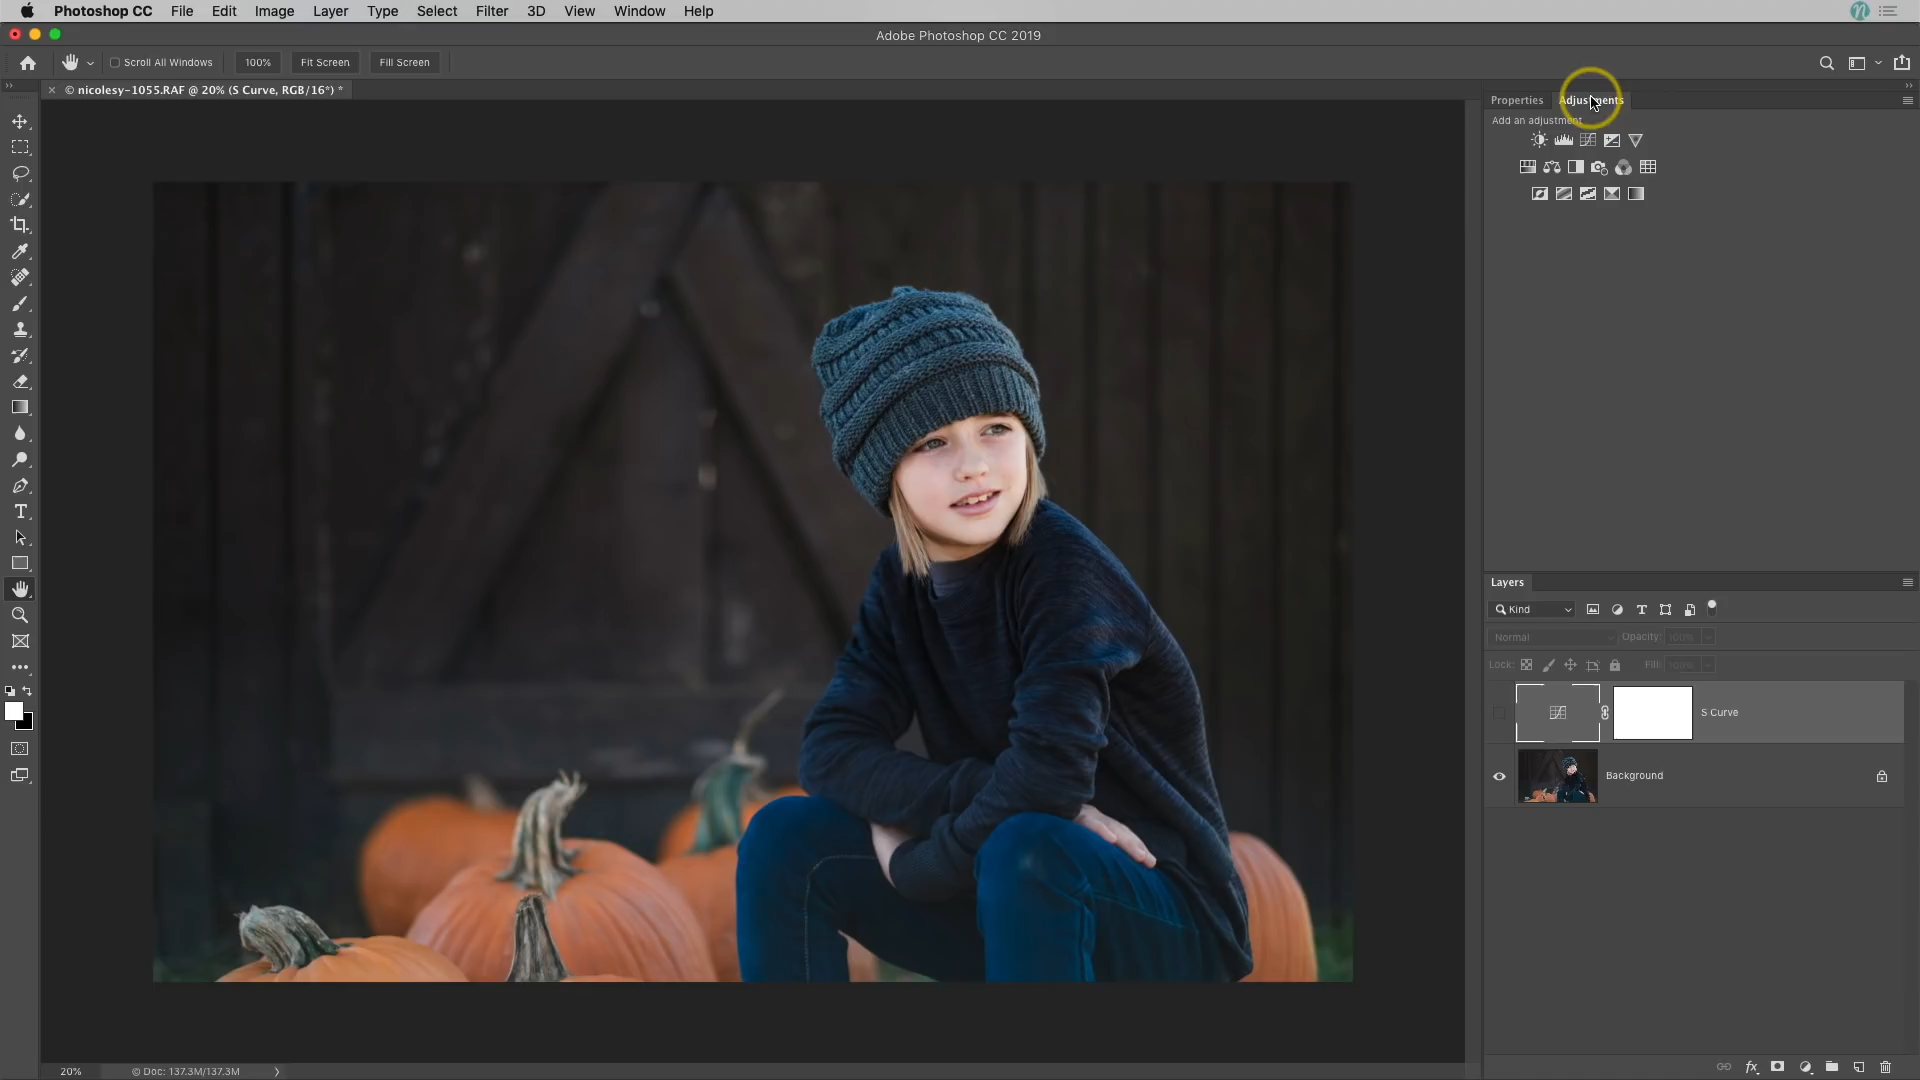 Photoshop CC File Edit Image Layer Type Select Filter 3D View Window Help
Adobe Photoshop CC 2019
Scroll All Windows 100% Fit Screen Fill Screen
× © nicolesy-1055.RAF @ 20% (S Curve, RGB/16*) *
Properties Adjustments
Add an adjustment
Layers
Kind
Normal Opacity: 100%
Lock: Fill: 100%
S Curve
Background
20% © Doc: 137.3M/137.3M